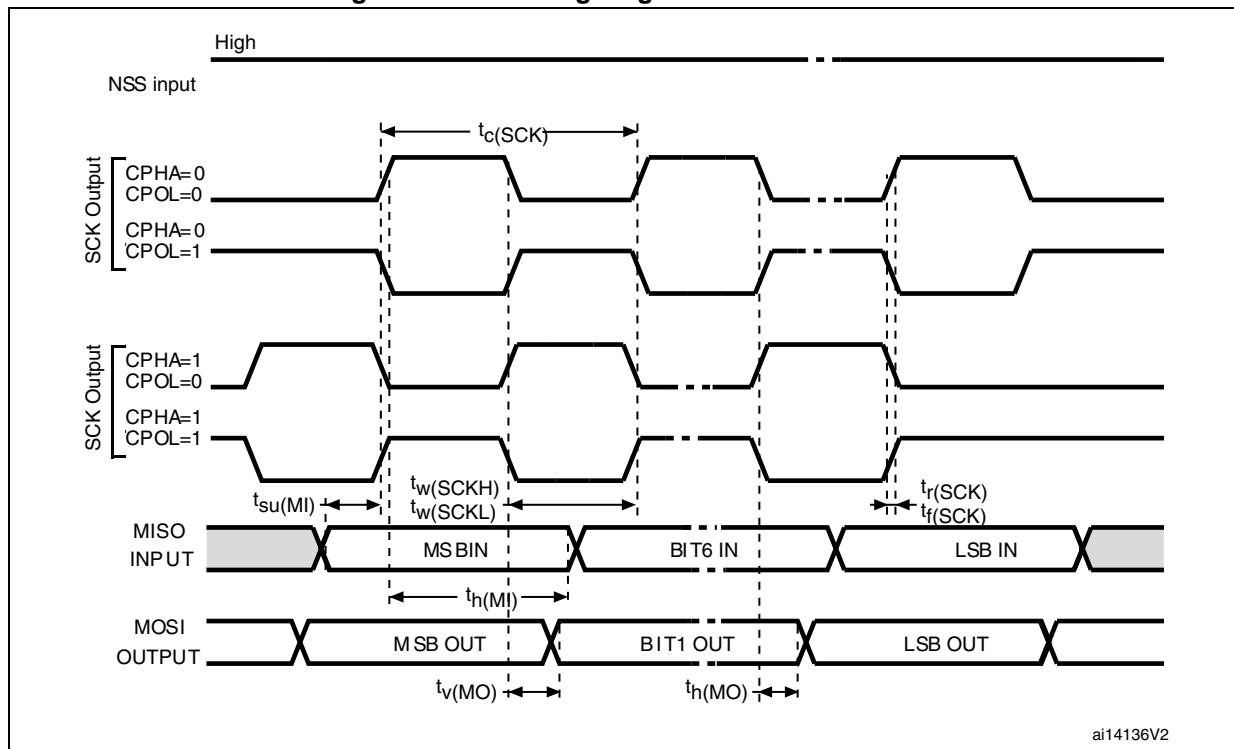 High
NSS input
tc(SCK)
SCK Output
CPHA=0
CPOL=0
CPHA=0
CPOL=1
SCK Output
CPHA=1
CPOL=0
CPHA=1
CPOL=1
tsu(MI)
tw(SCKH)
tw(SCKL)
tr(SCK)
tf(SCK)
MISO
INPUT
MSBIN
BIT6 IN
LSB IN
th(MI)
MOSI
OUTPUT
MSB OUT
BIT1 OUT
LSB OUT
tv(MO)
th(MO)
ai14136V2